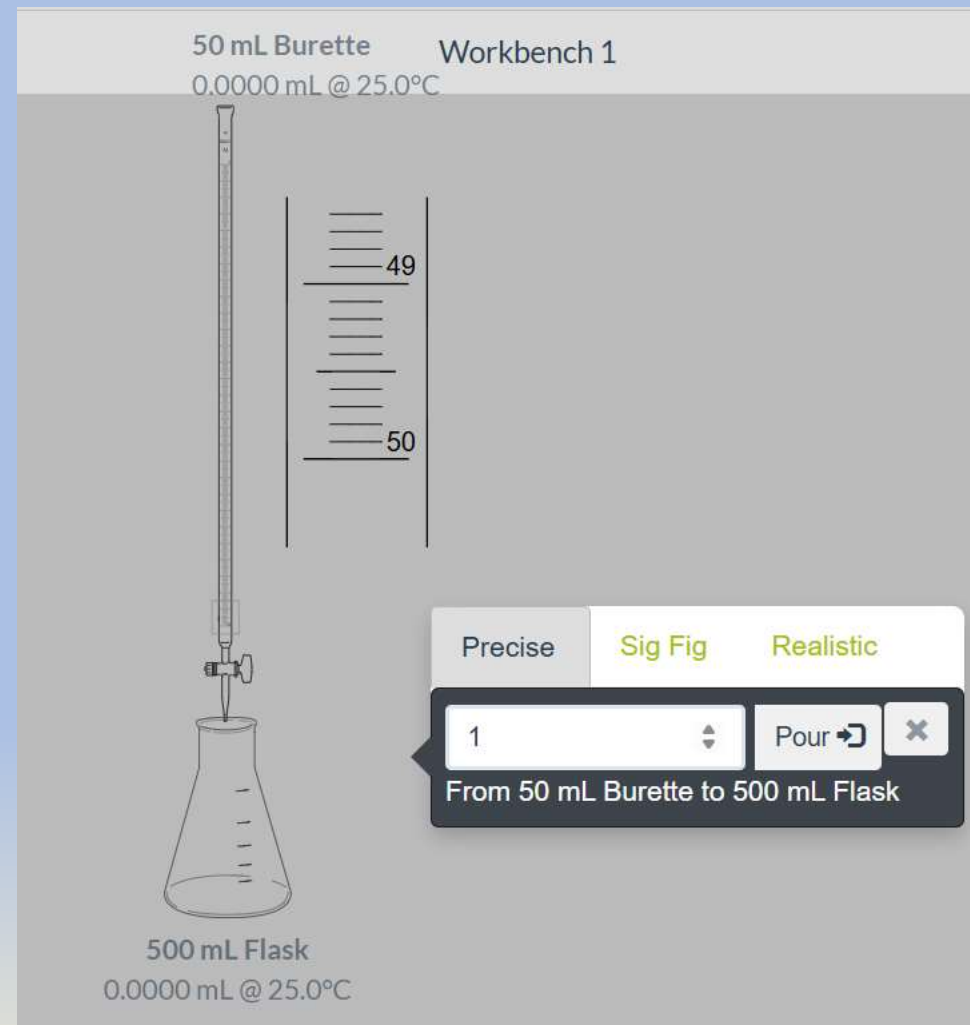 50 mL Burette
0.0000 mL @ 25.0°C
Workbench 1
49
50
Precise
Sig Fig
Realistic
1
Pour
From 50 mL Burette to 500 mL Flask
500 mL Flask
0.0000 mL @ 25.0°C